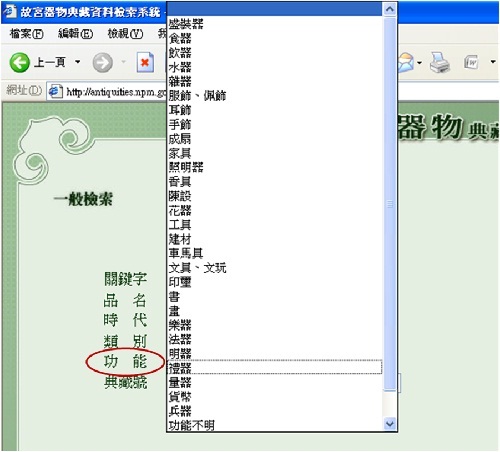 故宮器物典藏資料檢索系統 -
檔案(F) 編輯(E) 檢視(V) 我
上一頁
網址(D) http://antiquities.npm.go
器物典藏
一般檢索
關鍵字
品 名
時 代
類 別
功 能
典藏號
盛裝器
食器
飲器
水器
雜器
服飾、佩飾
耳飾
手飾
成扇
家具
照明器
香具
陳設
花器
工具
建材
車馬具
文具、文玩
印璽
書
畫
樂器
法器
明器
禮器
量器
貨幣
兵器
功能不明